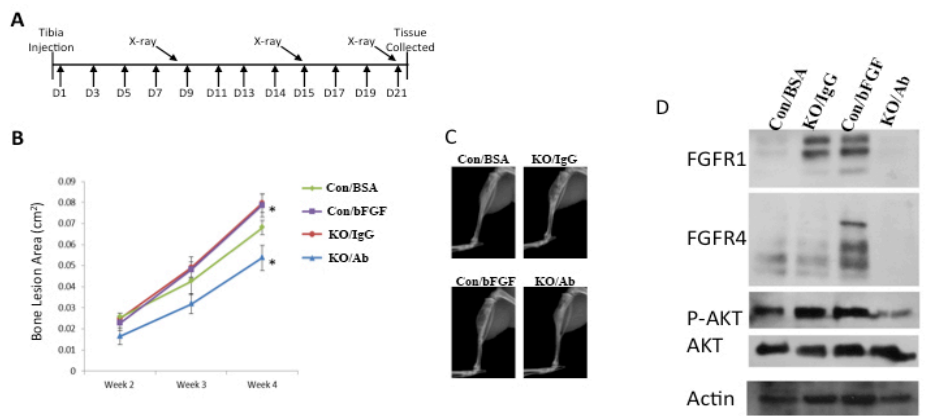 A
Tibia
Injection
X-ray
X-ray
X-ray
Tissue
Collected
D1 D3 D5 D7 D9 D11 D13 D14 D15 D17 D19 D21
B
Bone Lesion Area (cm²)
0.09
0.08
0.07
0.06
0.05
0.04
0.03
0.02
0.01
0
Week 2 Week 3 Week 4
*
*
Con/BSA
Con/bFGF
KO/IgG
KO/Ab
C
Con/BSA KO/IgG
Con/bFGF KO/Ab
D
Con/BSA KO/IgG Con/bFGF KO/Ab
FGFR1
FGFR4
P-AKT
AKT
Actin